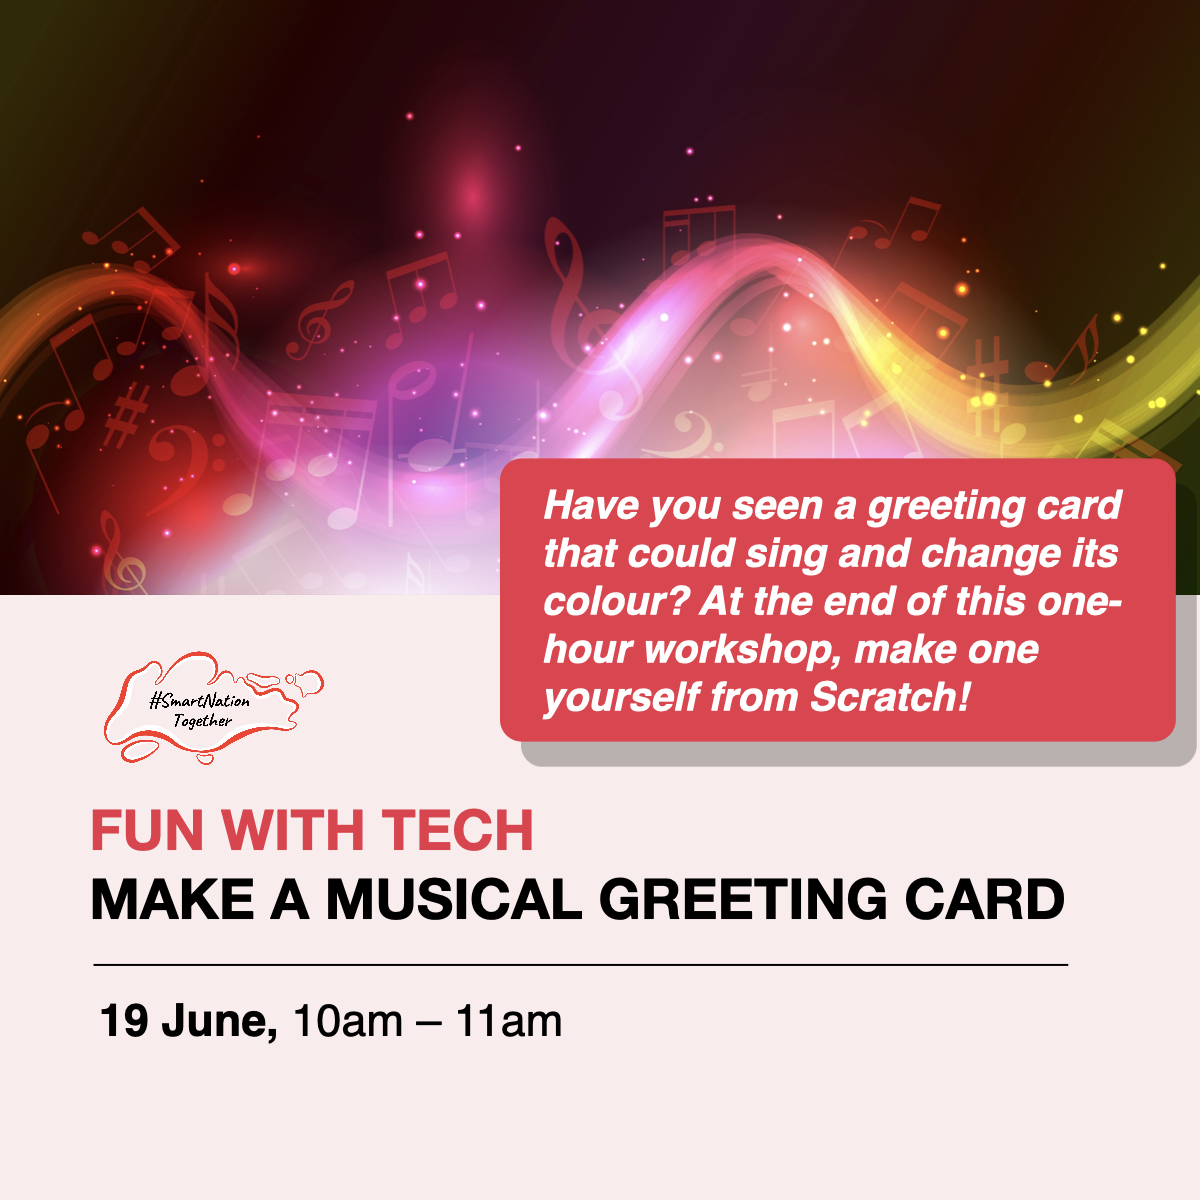 Have you seen a greeting card
that could sing and change its
colour? At the end of this one-
hour workshop, make one
yourself from Scratch!
#SmartNation
Together
FUN WITH TECH
MAKE A MUSICAL GREETING CARD
19 June, 10am – 11am